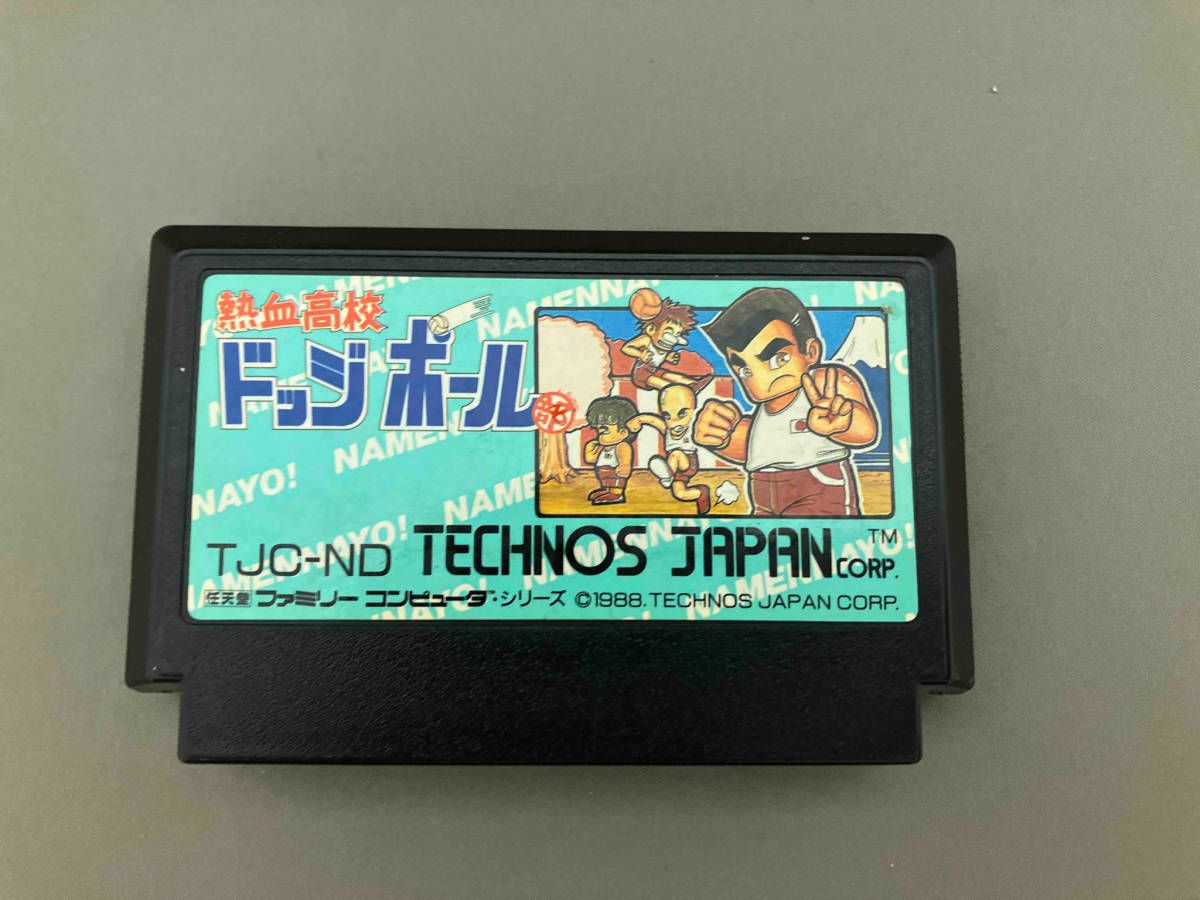 熱血高校
ドッジボール部
NAMENNAYO!
TJC-ND TECHNOS JAPAN CORP. ™
任天堂 ファミリーコンピュータ・シリーズ ©1988. TECHNOS JAPAN CORP.